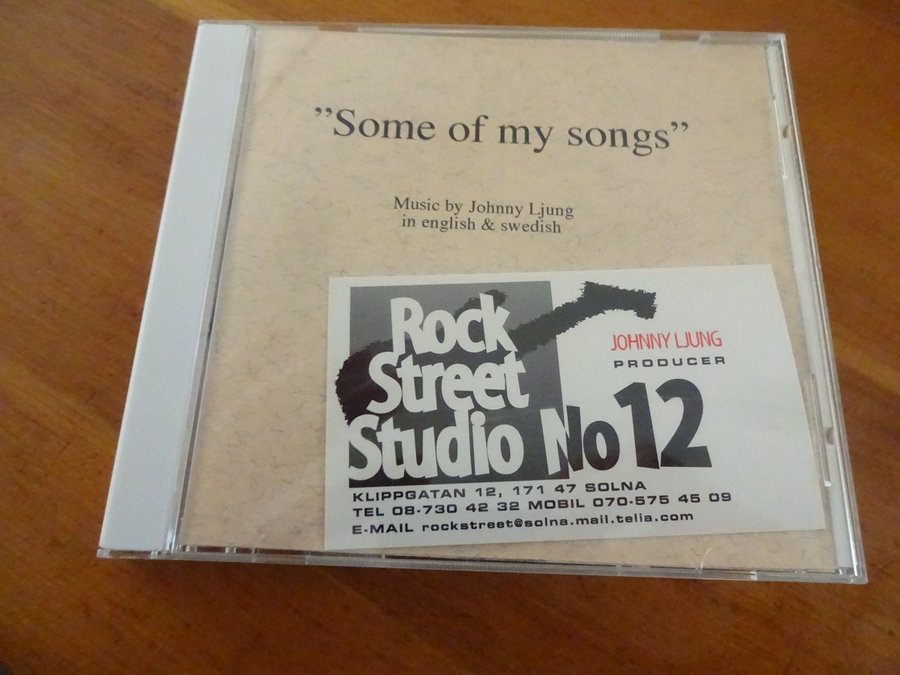 ”Some of my songs”
Music by Johnny Ljung
in english & swedish
Rock
Street
Studio No 12
JOHNNY LJUNG
PRODUCER
KLIPPGATAN 12, 171 47 SOLNA
TEL 08-730 42 32 MOBIL 070-575 45 09
E-MAIL rockstreet@solna.mail.telia.com